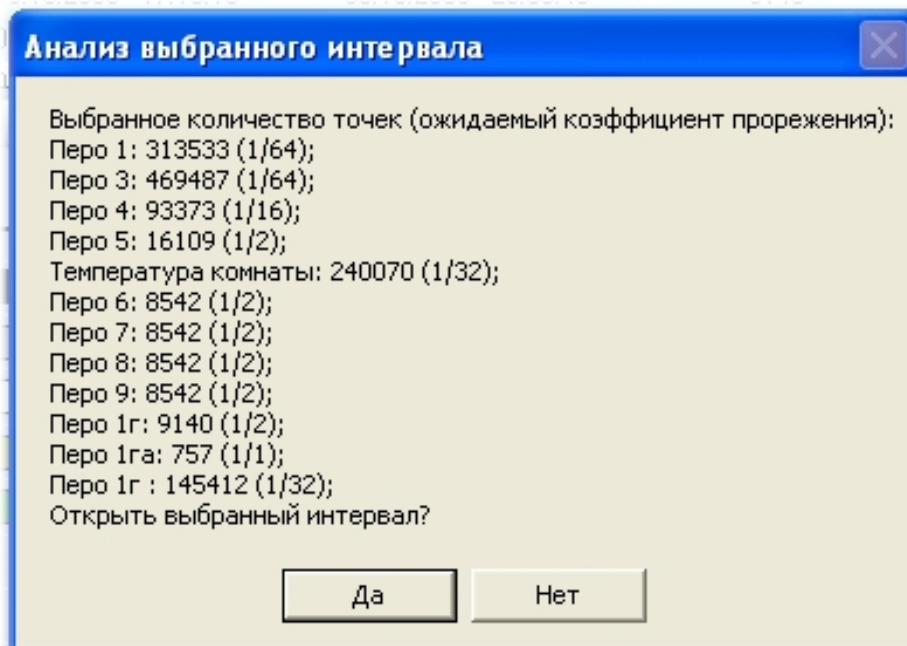 Анализ выбранного интервала
Выбранное количество точек (ожидаемый коэффициент прорежения):
Перо 1: 313533 (1/64);
Перо 3: 469487 (1/64);
Перо 4: 93373 (1/16);
Перо 5: 16109 (1/2);
Температура комнаты: 240070 (1/32);
Перо 6: 8542 (1/2);
Перо 7: 8542 (1/2);
Перо 8: 8542 (1/2);
Перо 9: 8542 (1/2);
Перо 1г: 9140 (1/2);
Перо 1га: 757 (1/1);
Перо 1г : 145412 (1/32);
Открыть выбранный интервал?
Да
Нет